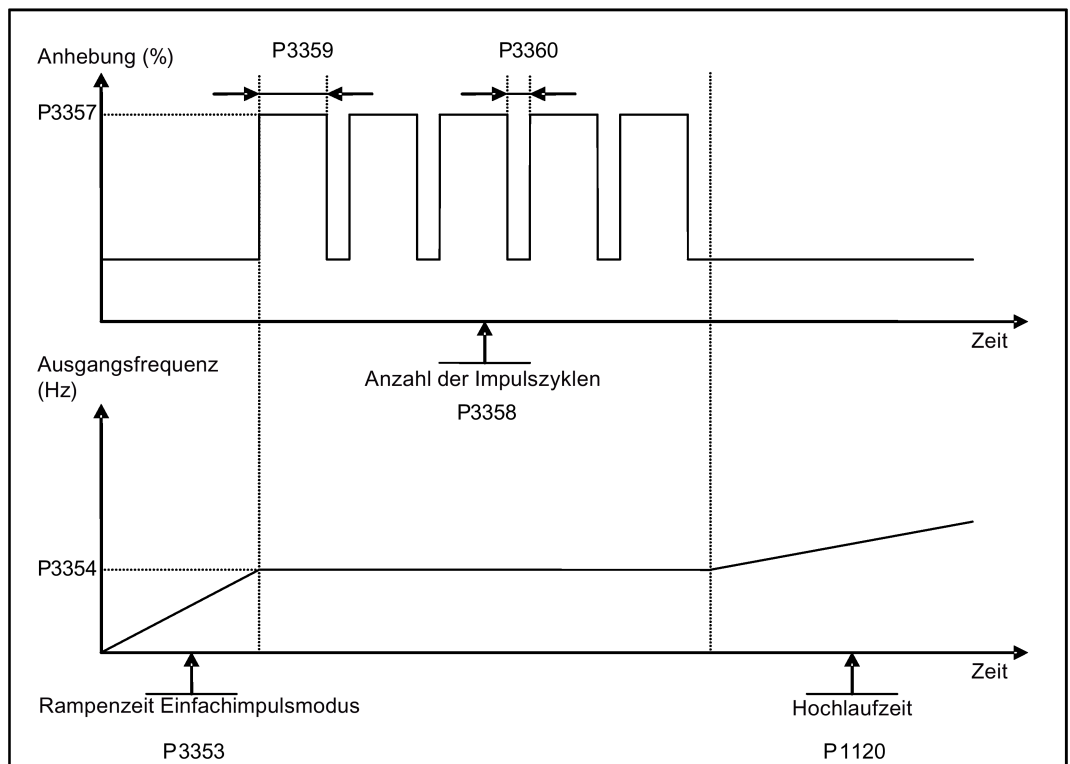 P3359
P3360
Anhebung (%)
P3357
Zeit
Ausgangsfrequenz
(Hz)
Anzahl der Impulszyklen
P3358
P3354
Zeit
Rampenzeit Einfachimpulsmodus
Hochlaufzeit
P3353
P1120